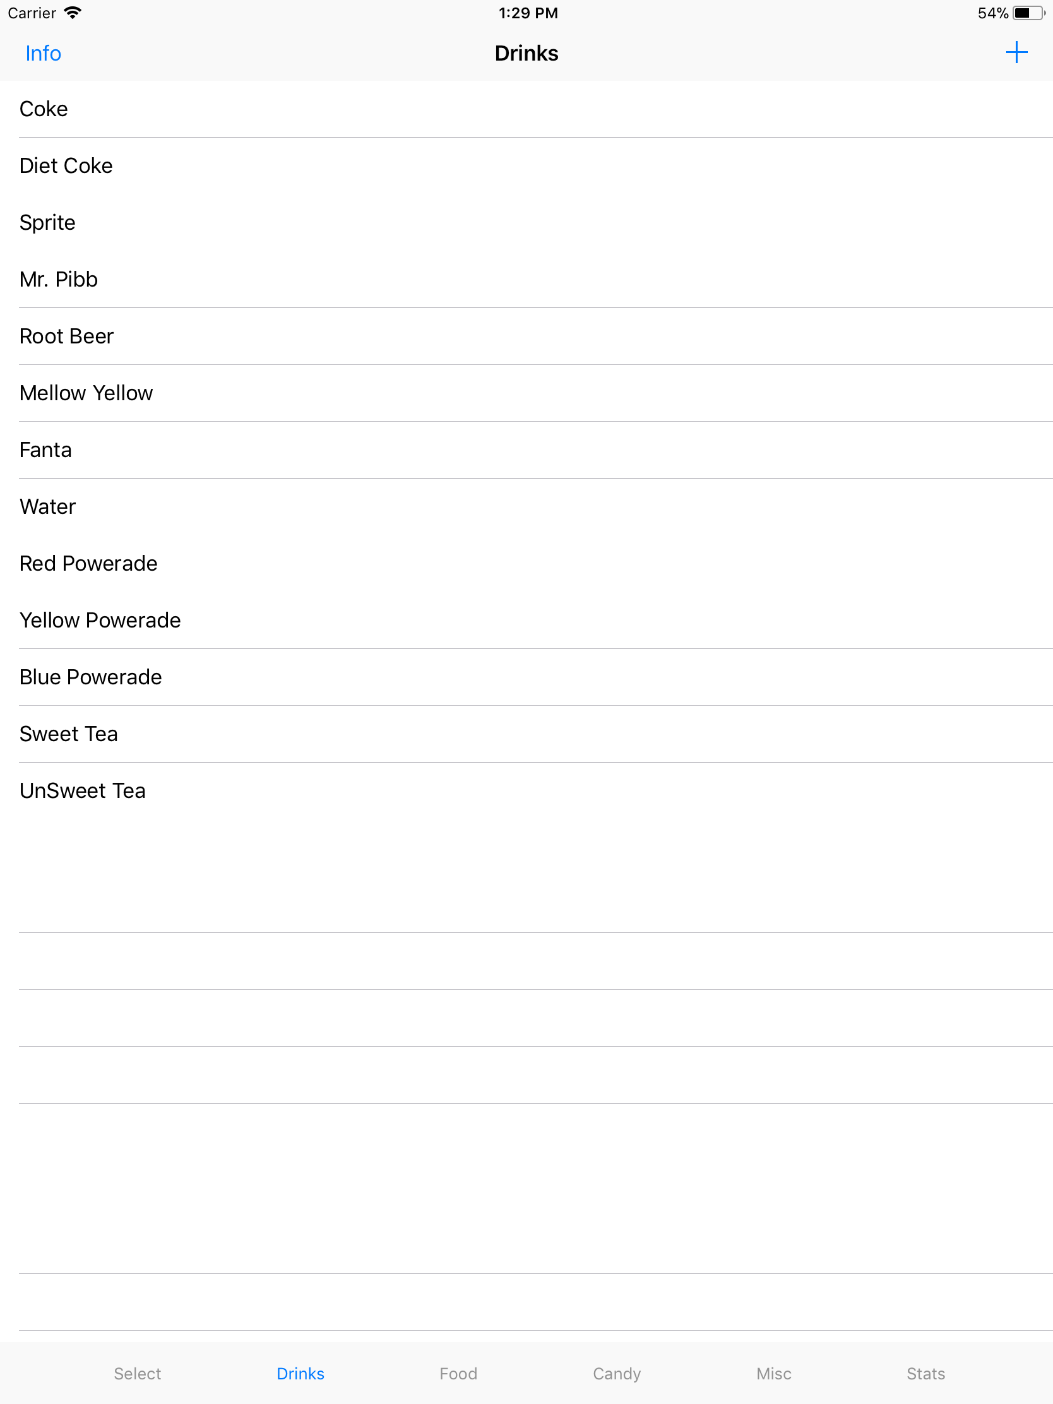 Carrier 1:29 PM 54%
Info Drinks
Coke
Diet Coke
Sprite
Mr. Pibb
Root Beer
Mellow Yellow
Fanta
Water
Red Powerade
Yellow Powerade
Blue Powerade
Sweet Tea
UnSweet Tea
Select Drinks Food Candy Misc Stats